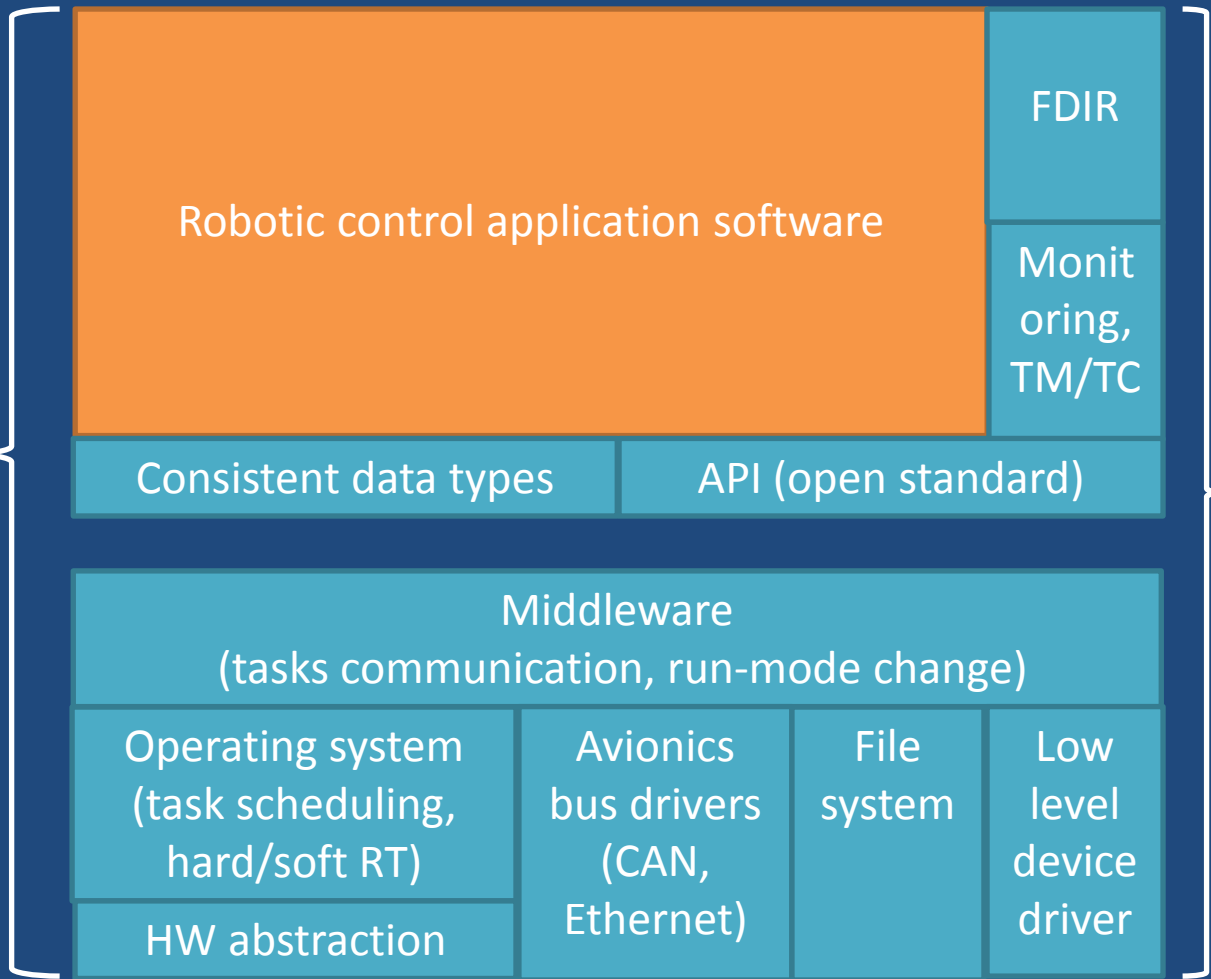 FDIR
Robotic control application software
Monit
oring,
TM/TC
Consistent data types
API (open standard)
Middleware
(tasks communication, run-mode change)
Operating system
(task scheduling,
hard/soft RT)
HW abstraction
Avionics
bus drivers
(CAN,
Ethernet)
File
system
Low
level
device
driver